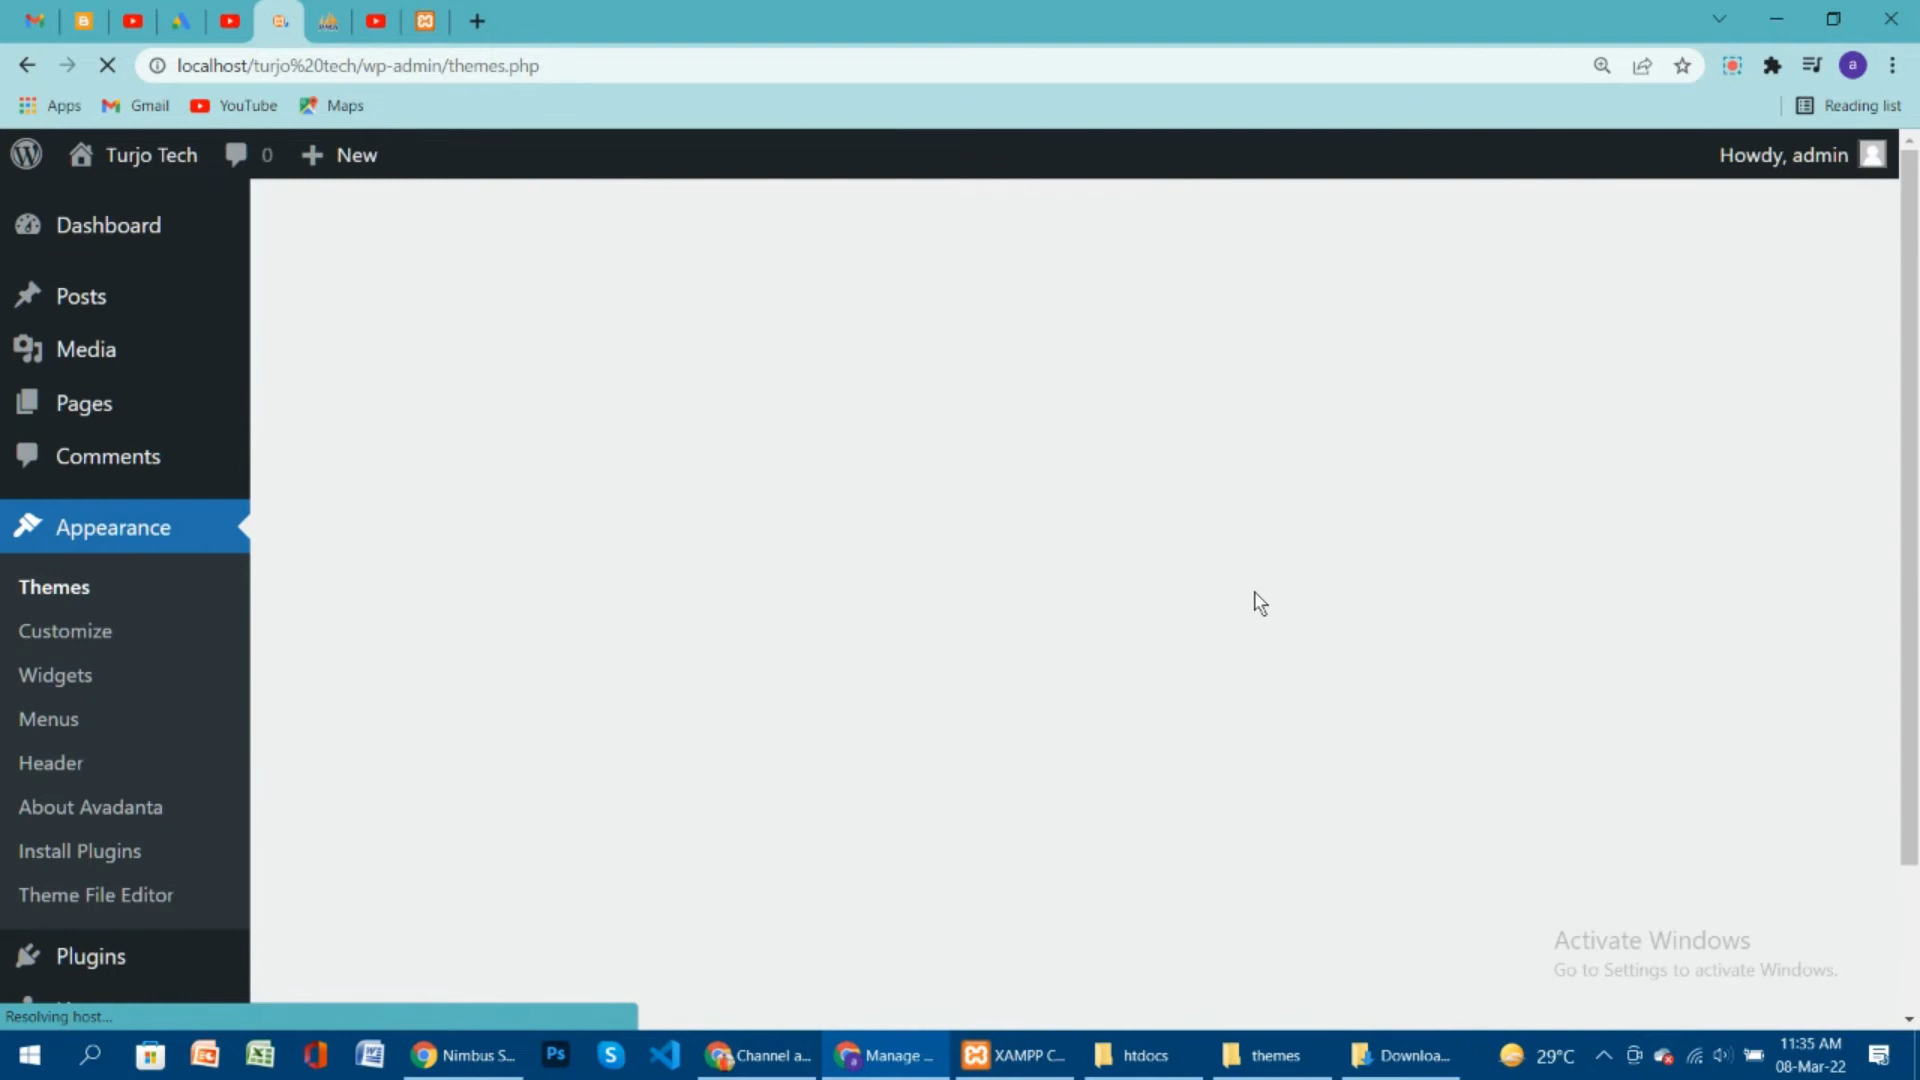 localhost/turjo%20tech/wp-admin/themes.php
a
Apps
Gmail
YouTube
Maps
Reading list
Turjo Tech
0
New
Howdy, admin
Dashboard
Posts
Media
Pages
Comments
Appearance
Themes
Customize
Widgets
Menus
Header
About Avadanta
Install Plugins
Theme File Editor
Plugins
Activate Windows
Go to Settings to activate Windows.
Resolving host...
Nimbus S...
Ps
Channel a...
Manage ...
XAMPP C...
htdocs
themes
Downloa...
29°C
11:35 AM
08-Mar-22